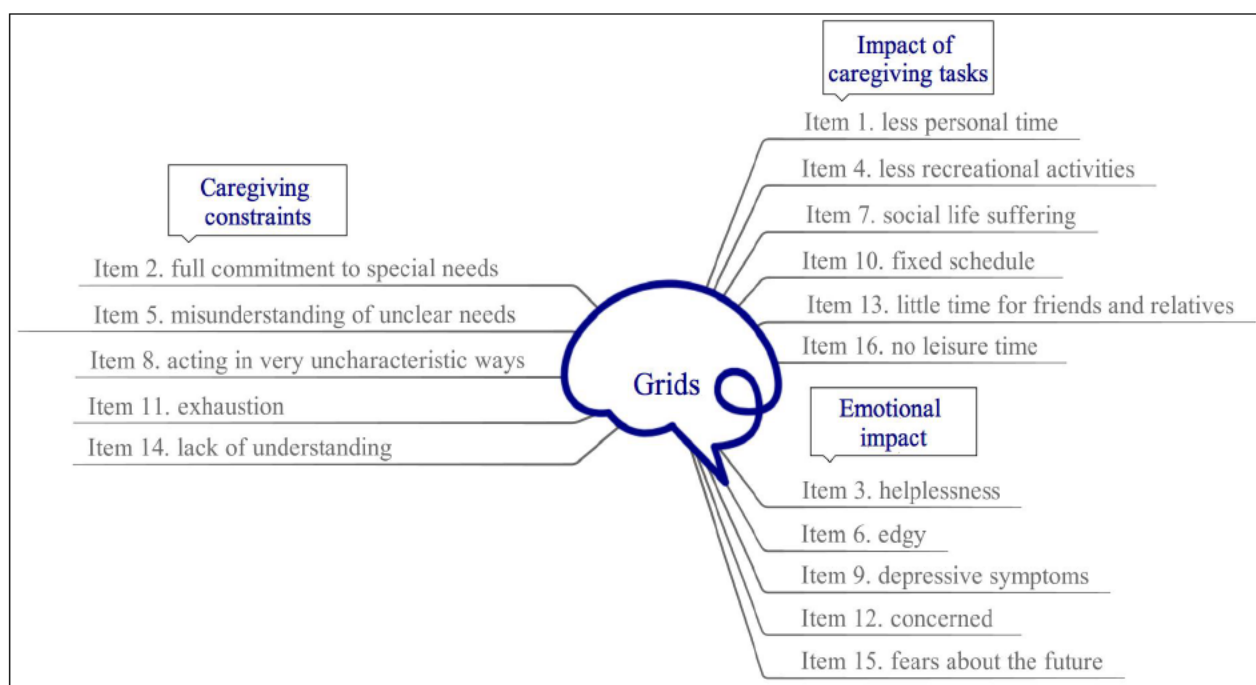 Impact of
caregiving tasks
Item 1. less personal time
Item 4. less recreational activities
Item 7. social life suffering
Item 10. fixed schedule
Item 13. little time for friends and relatives
Item 16. no leisure time
Caregiving
constraints
Item 2. full commitment to special needs
Item 5. misunderstanding of unclear needs
Item 8. acting in very uncharacteristic ways
Item 11. exhaustion
Item 14. lack of understanding
Grids
Emotional
impact
Item 3. helplessness
Item 6. edgy
Item 9. depressive symptoms
Item 12. concerned
Item 15. fears about the future